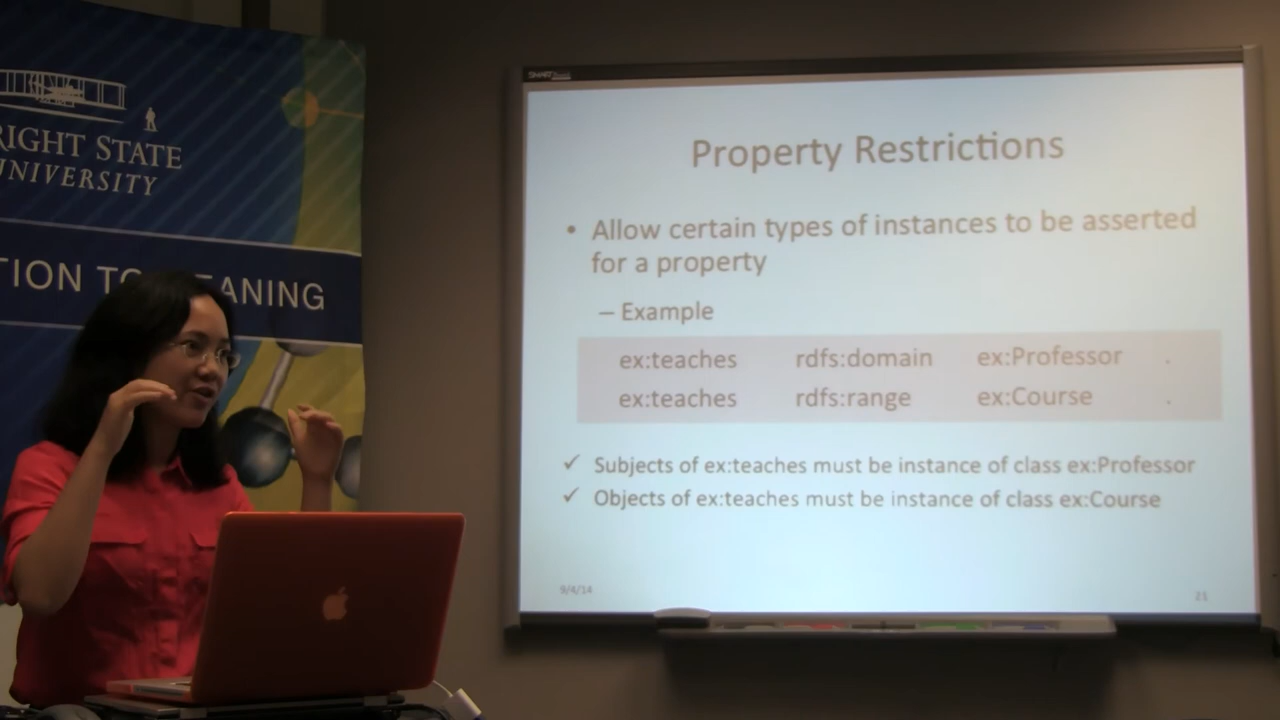 RIGHT STATE
UNIVERSITY
TION TO EANING
SMART
Property Restrictions
• Allow certain types of instances to be asserted
for a property
– Example
ex:teaches rdfs:domain ex:Professor .
ex:teaches rdfs:range ex:Course .
✓ Subjects of ex:teaches must be instance of class ex:Professor
✓ Objects of ex:teaches must be instance of class ex:Course
9/4/14 21